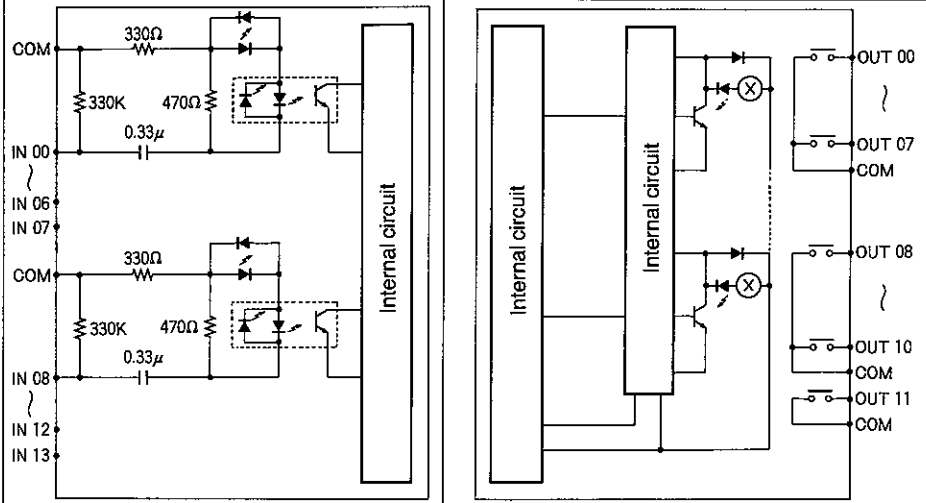 330Ω
COM
330K
470Ω
0.33μ
IN 00
IN 06
IN 07
Internal circuit
330Ω
COM
330K
470Ω
0.33μ
IN 08
IN 12
IN 13
Internal circuit
Internal circuit
OUT 00
OUT 07
COM
OUT 08
OUT 10
COM
OUT 11
COM